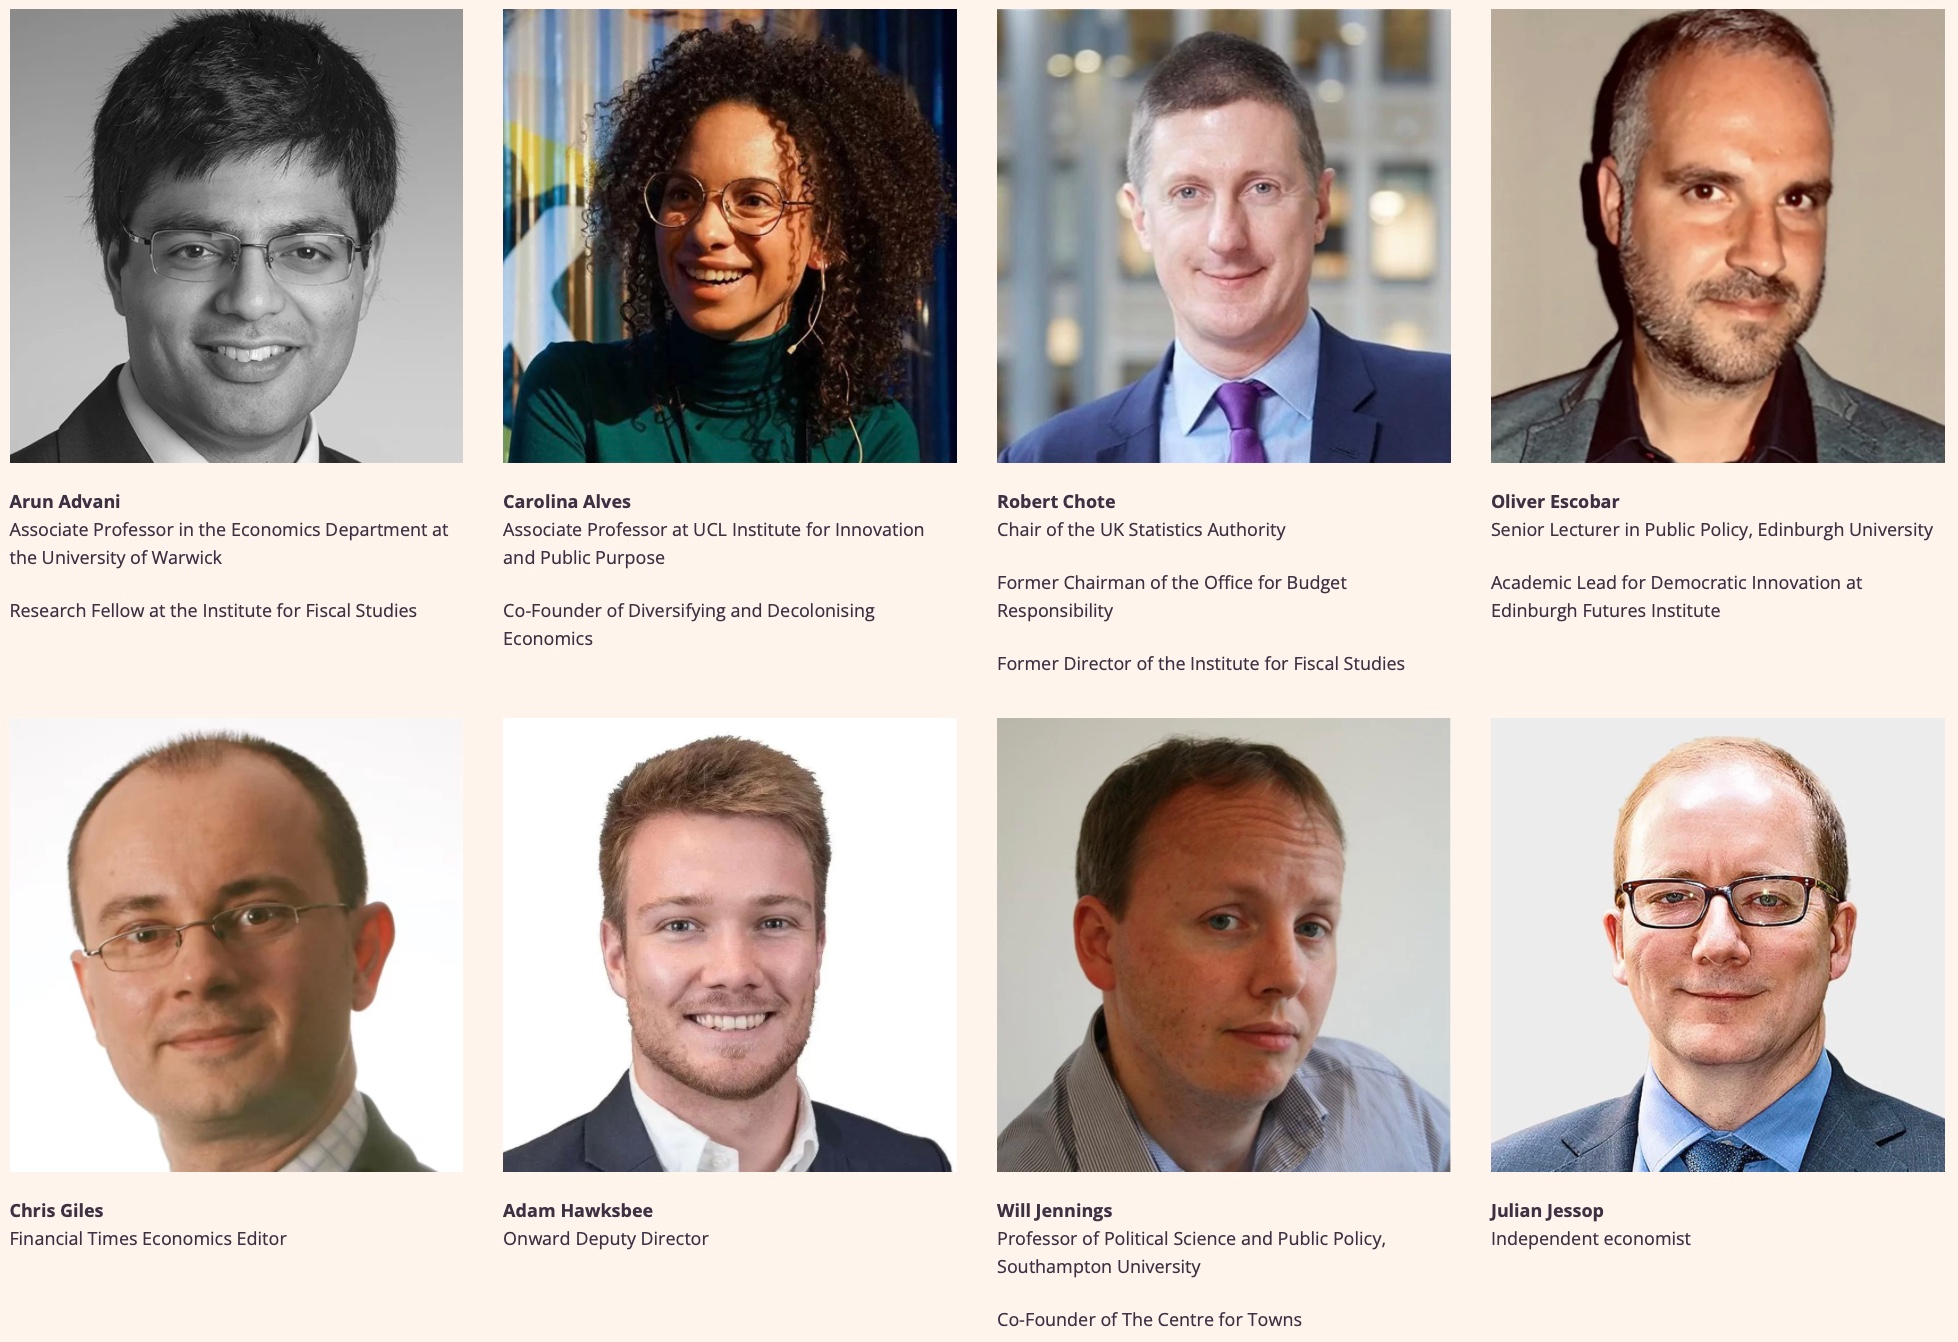 Arun Advani
Associate Professor in the Economics Department at
the University of Warwick
Research Fellow at the Institute for Fiscal Studies
Carolina Alves
Associate Professor at UCL Institute for Innovation
and Public Purpose
Co-Founder of Diversifying and Decolonising
Economics
Robert Chote
Chair of the UK Statistics Authority
Former Chairman of the Office for Budget
Responsibility
Former Director of the Institute for Fiscal Studies
Oliver Escobar
Senior Lecturer in Public Policy, Edinburgh University
Academic Lead for Democratic Innovation at
Edinburgh Futures Institute
Chris Giles
Financial Times Economics Editor
Adam Hawksbee
Onward Deputy Director
Will Jennings
Professor of Political Science and Public Policy,
Southampton University
Co-Founder of The Centre for Towns
Julian Jessop
Independent economist